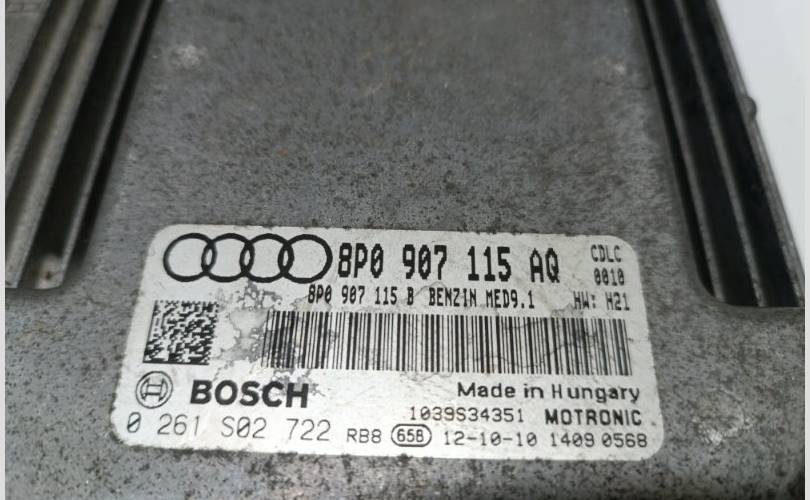 8P0 907 115 AQ CDLC
0010
8P0 907 115 B BENZIN MED9.1 HW: H21
BOSCH Made in Hungary
1039S34351 MOTRONIC
0 261 S02 722 RB8 658 12-10-10 1409 0568